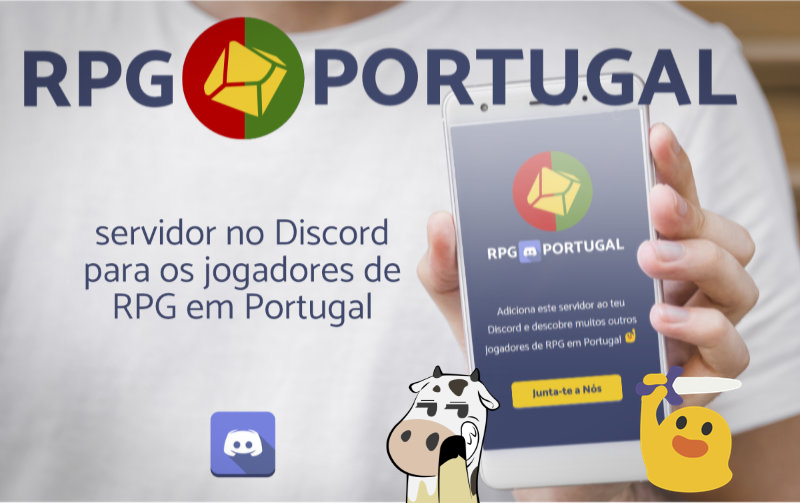 RPG PORTUGAL
servidor no Discord
para os jogadores de
RPG em Portugal
RPG PORTUGAL
Adiciona este servidor ao teu
Discord e descobre muitos outros
jogadores de RPG em Portugal
Junta-te a Nós